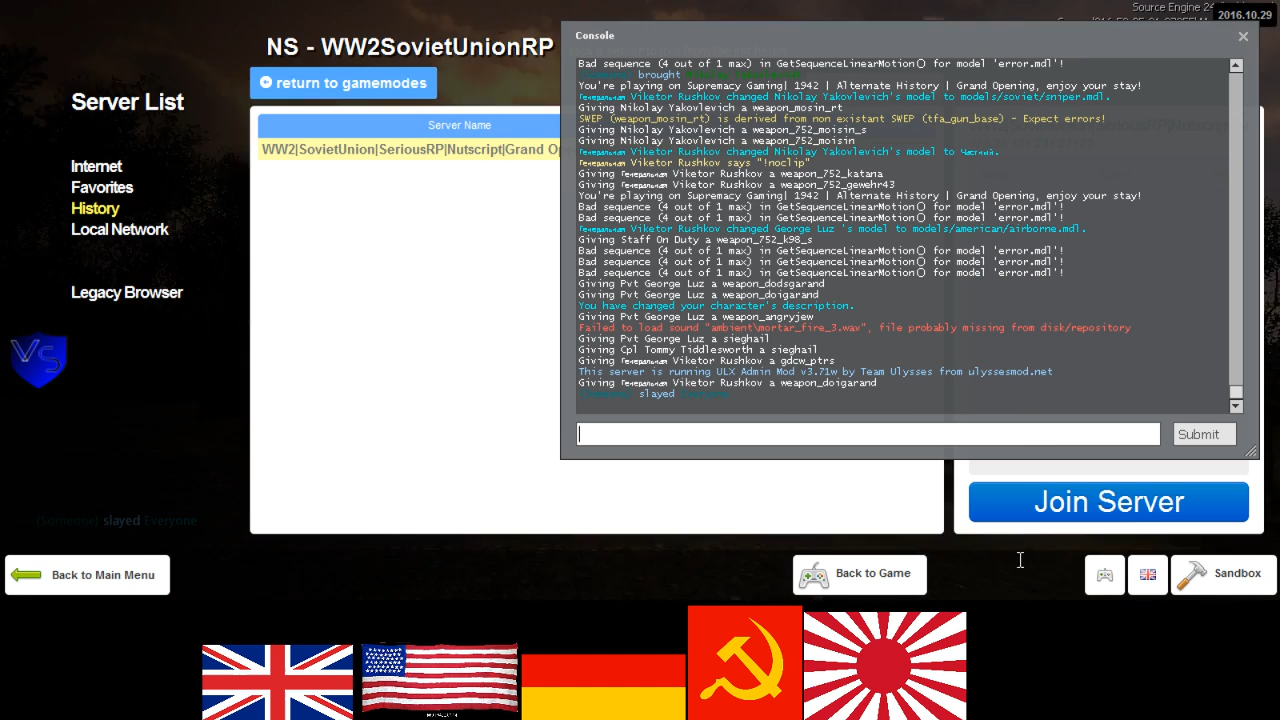 Source Engine 24
2016.10.29
NS - WW2SovietUnionRP
return to gamemodes
Server List
Internet
Favorites
History
Local Network
Legacy Browser
VS
Server Name
WW2|SovietUnion|SeriousRP|Nutscript|Grand Op
Console
Bad sequence (4 out of 1 max) in GetSequenceLinearMotion() for model 'error.mdl'!
brought
You're playing on Supremacy Gaming| 1942 | Alternate History | Grand Opening, enjoy your stay!
Viketor Rushkov changed Nikolay Yakovlevich's model to models/soviet/sniper.mdl.
Giving Nikolay Yakovlevich a weapon_mosin_rt
SWEP (weapon_mosin_rt) is derived from non existant SWEP (tfa_gun_base) - Expect errors!
Giving Nikolay Yakovlevich a weapon_752_moisin_s
Giving Nikolay Yakovlevich a weapon_752_moisin
Viketor Rushkov changed Nikolay Yakovlevich's model to Частный.
Viketor Rushkov says "!noclip"
Giving Viketor Rushkov a weapon_752_katana
Giving Viketor Rushkov a weapon_752_gewehr43
You're playing on Supremacy Gaming| 1942 | Alternate History | Grand Opening, enjoy your stay!
Bad sequence (4 out of 1 max) in GetSequenceLinearMotion() for model 'error.mdl'!
Bad sequence (4 out of 1 max) in GetSequenceLinearMotion() for model 'error.mdl'!
Viketor Rushkov changed George Luz 's model to models/american/airborne.mdl.
Giving Staff On Duty a weapon_752_k98_s
Bad sequence (4 out of 1 max) in GetSequenceLinearMotion() for model 'error.mdl'!
Bad sequence (4 out of 1 max) in GetSequenceLinearMotion() for model 'error.mdl'!
Bad sequence (4 out of 1 max) in GetSequenceLinearMotion() for model 'error.mdl'!
Giving Pvt George Luz a weapon_dodsgarand
Giving Pvt George Luz a weapon_doigarand
You have changed your character's description.
Giving Pvt George Luz a weapon_angryjew
Failed to load sound "ambient\mortar_fire_3.wav", file probably missing from disk/repository
Giving Pvt George Luz a sieghail
Giving Cpl Tommy Tiddlesworth a sieghail
Giving Viketor Rushkov a gdcw_ptrs
This server is running ULX Admin Mod v3.71w by Team Ulysses from ulyssesmod.net
Giving Viketor Rushkov a weapon_doigarand
slayed
Submit
Join Server
(Someone) slayed Everyone
Back to Main Menu
Back to Game
Sandbox